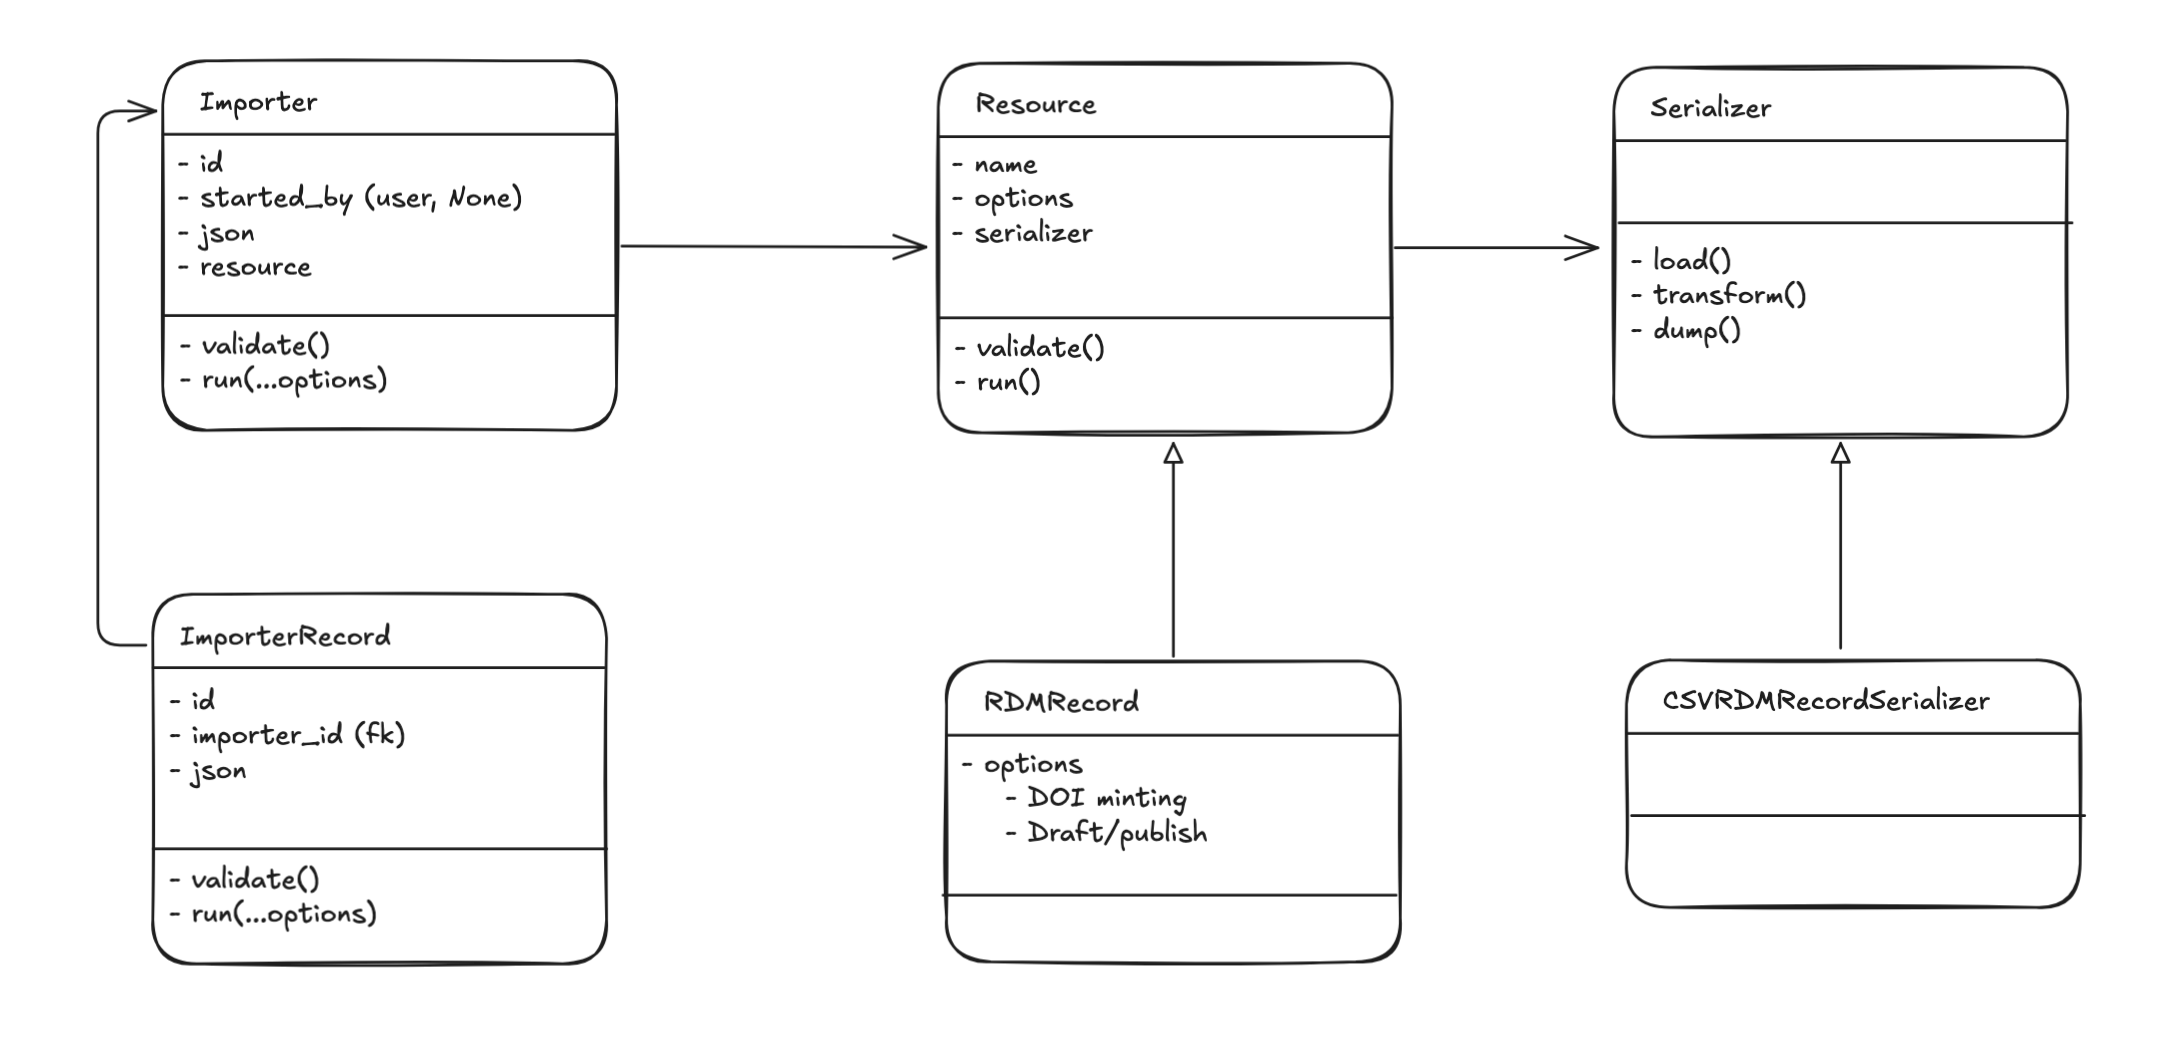 Importer
- id
- started_by (user, None)
- json
- resource
- validate()
- run(...options)
Resource
- name
- options
- serializer
- validate()
- run()
Serializer
- load()
- transform()
- dump()
ImporterRecord
- id
- importer_id (fk)
- json
- validate()
- run(...options)
RDMRecord
- options
- DOI minting
- Draft/publish
CSVRDMRecordSerializer